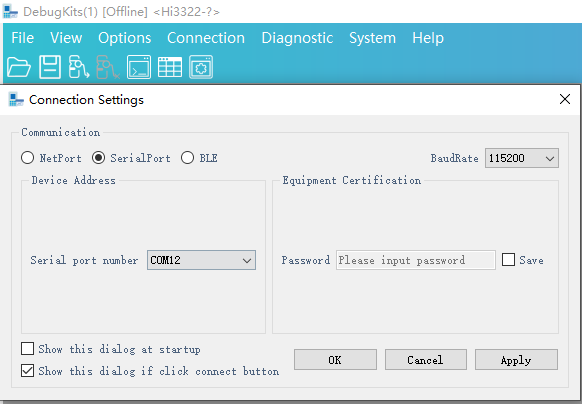 DebugKits(1) [Offline] <Hi3322-?>
File View Options Connection Diagnostic System Help
Connection Settings
Communication
NetPort SerialPort BLE BaudRate 115200
Device Address Equipment Certification
Serial port number COM12 Password Please input password Save
Show this dialog at startup
OK Cancel Apply
Show this dialog if click connect button